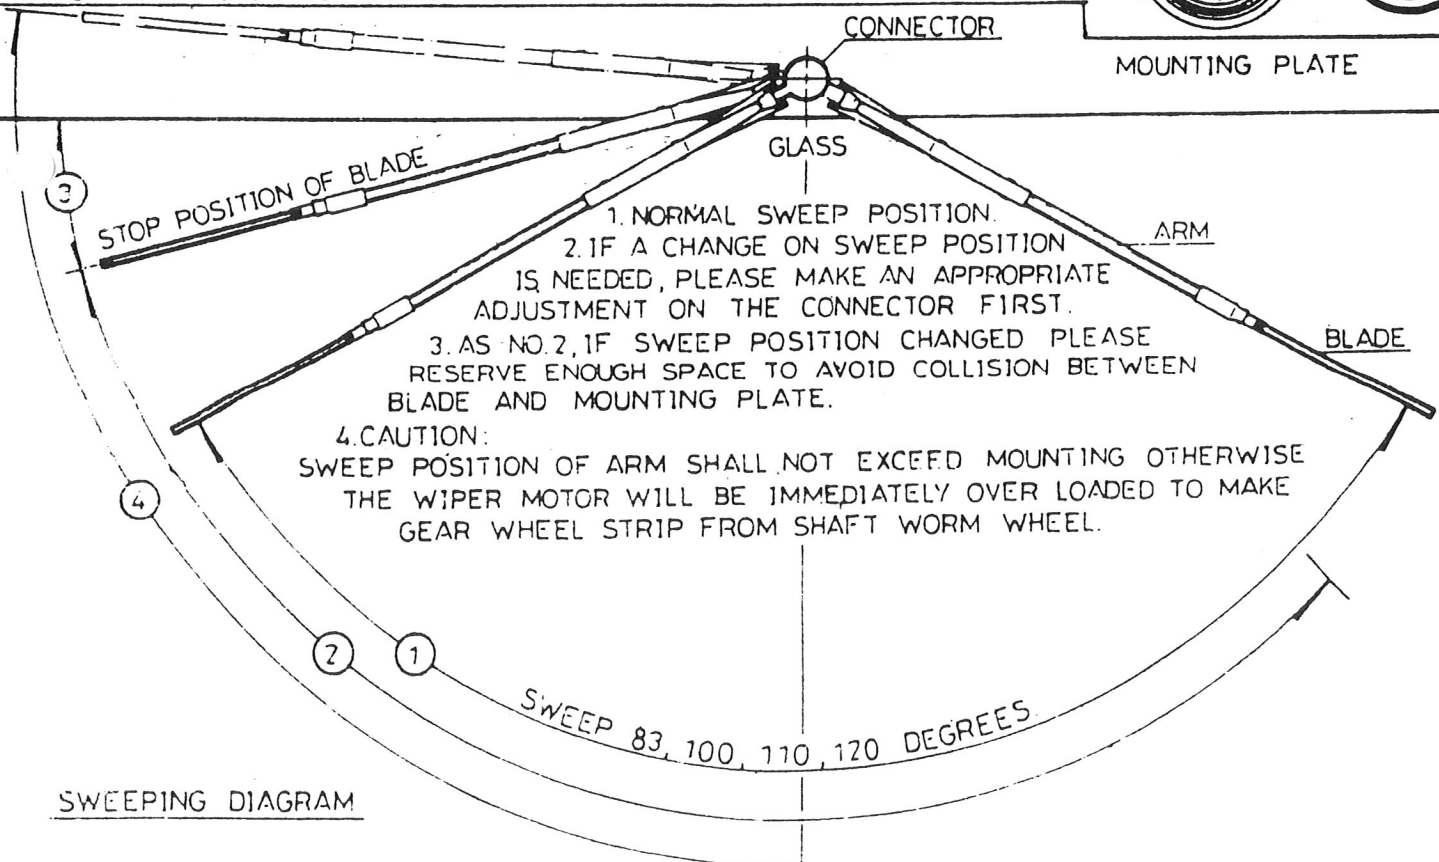 CONNECTOR
MOUNTING PLATE
GLASS
STOP POSITION OF BLADE
3
1. NORMAL SWEEP POSITION.
2. IF A CHANGE ON SWEEP POSITION
IS NEEDED, PLEASE MAKE AN APPROPRIATE
ADJUSTMENT ON THE CONNECTOR FIRST.
3. AS NO.2, IF SWEEP POSITION CHANGED PLEASE
RESERVE ENOUGH SPACE TO AVOID COLLISION BETWEEN
BLADE AND MOUNTING PLATE.
4. CAUTION:
SWEEP POSITION OF ARM SHALL NOT EXCEED MOUNTING OTHERWISE
THE WIPER MOTOR WILL BE IMMEDIATELY OVER LOADED TO MAKE
GEAR WHEEL STRIP FROM SHAFT WORM WHEEL.
ARM
BLADE
4
2
1
SWEEP 83, 100, 110, 120 DEGREES
SWEEPING DIAGRAM